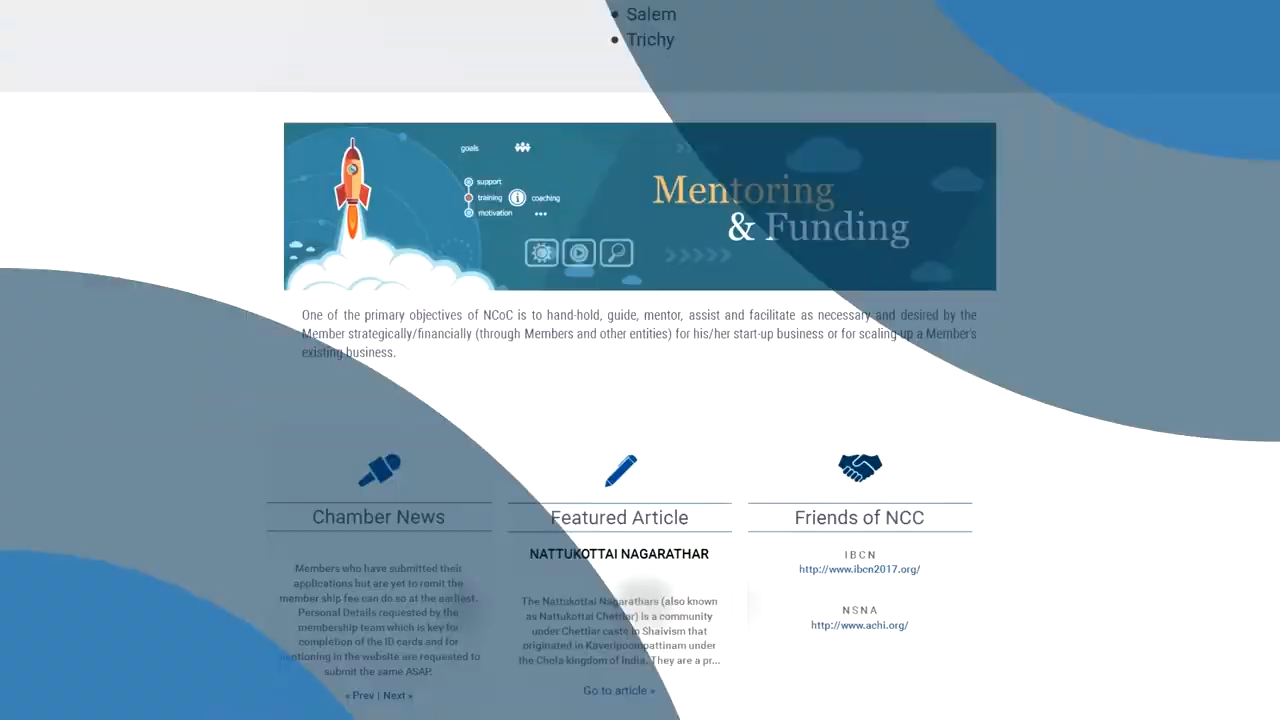 Salem
Trichy
goals
support
training
coaching
motivation
Mentoring
& Funding
One of the primary objectives of NCoC is to hand-hold, guide, mentor, assist and facilitate as necessary and desired by the
Member strategically/financially (through Members and other entities) for his/her start-up business or for scaling up a Member's
existing business.
Chamber News
Members who have submitted their
applications but are yet to romit the
member ship fee can do so at the earliest.
Personal Details requested by the
membership team which is key for
completion of the ID cards and for
mentioning in the website are requested to
submit the same ASAP.
« Prev | Next »
Featured Article
NATTUKOTTAI NAGARATHAR
The Nattukottai Nagarathars (also known
as Nattukottai Chettiar) is a community
under Chettiar caste in Shaivism that
originated in Kaveripoompattinam under
the Chola kingdom of India. They are a pr...
Go to article »
Friends of NCC
IBCN
http://www.ibcn2017.org/
NSNA
http://www.achi.org/